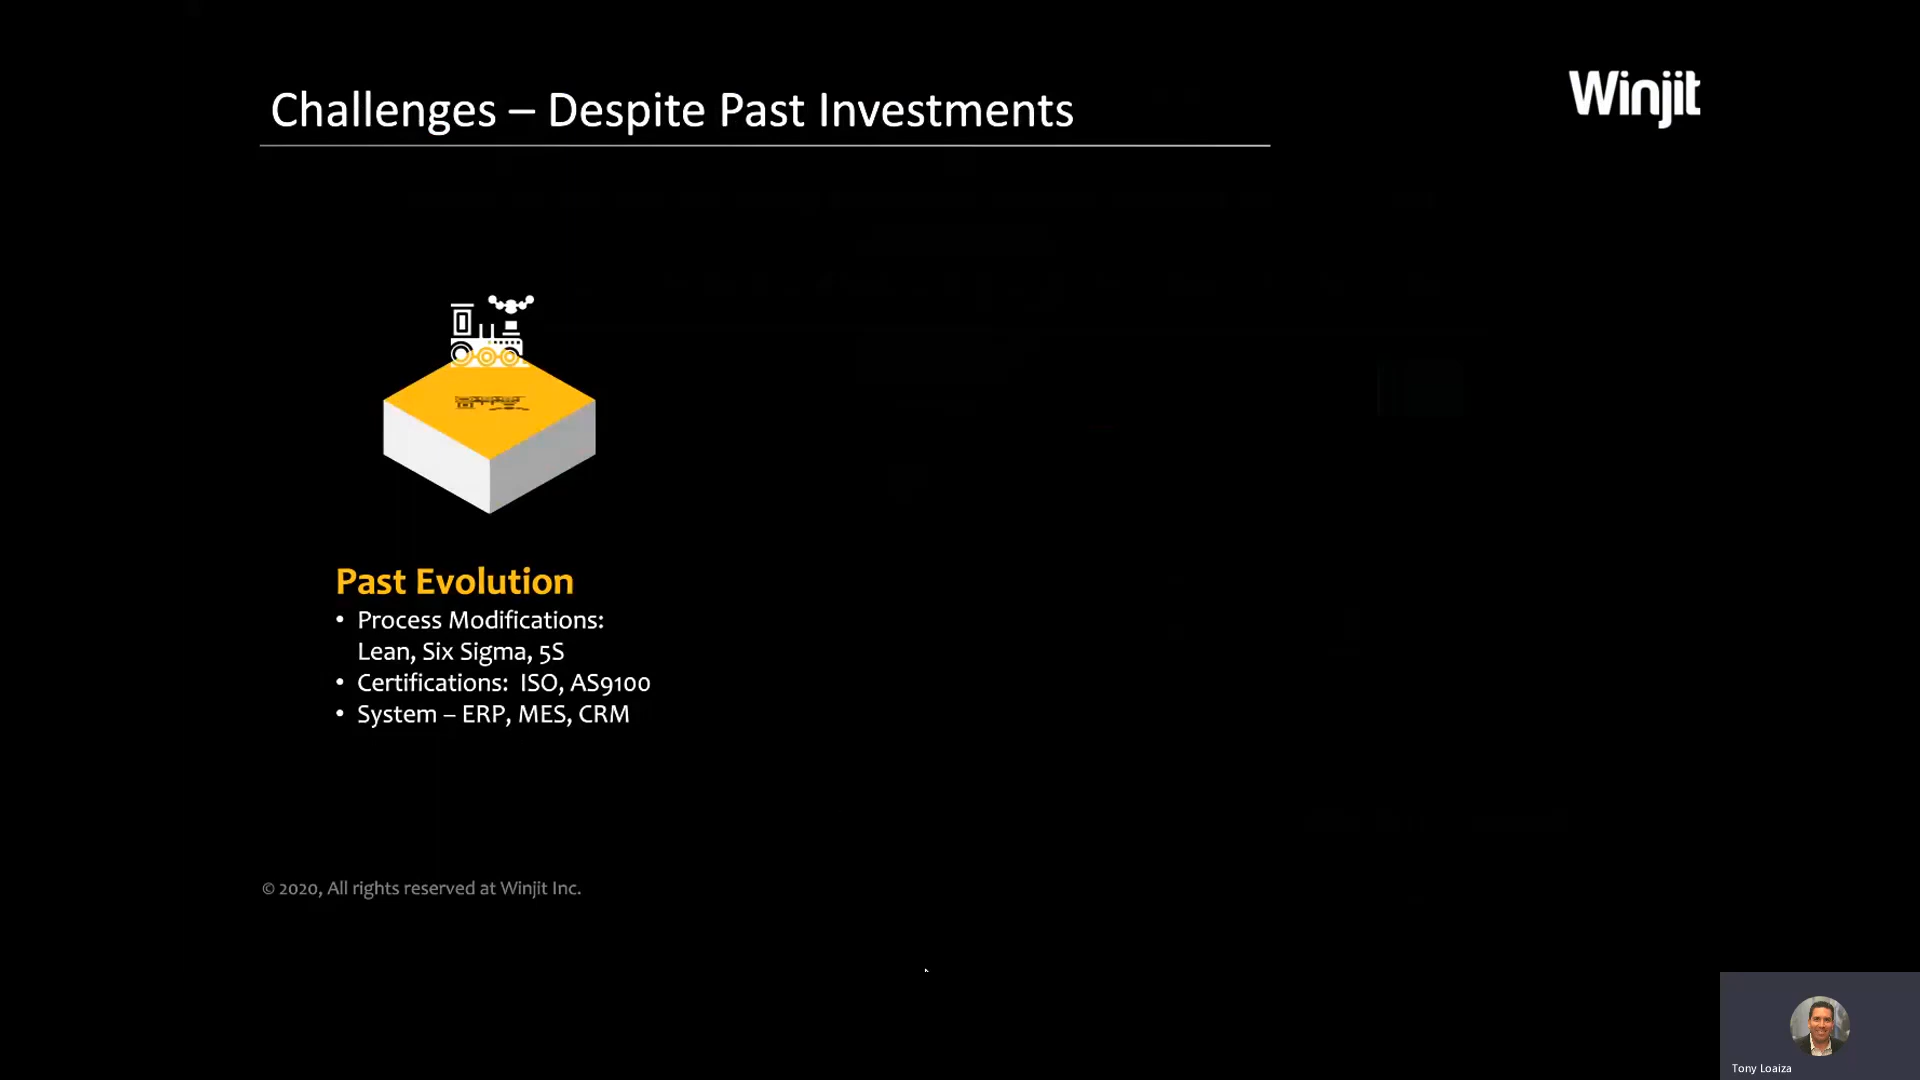 Challenges – Despite Past Investments
Winjit
Past Evolution
• Process Modifications:
Lean, Six Sigma, 5S
• Certifications:  ISO, AS9100
• System – ERP, MES, CRM
© 2020, All rights reserved at Winjit Inc.
Tony Loaiza